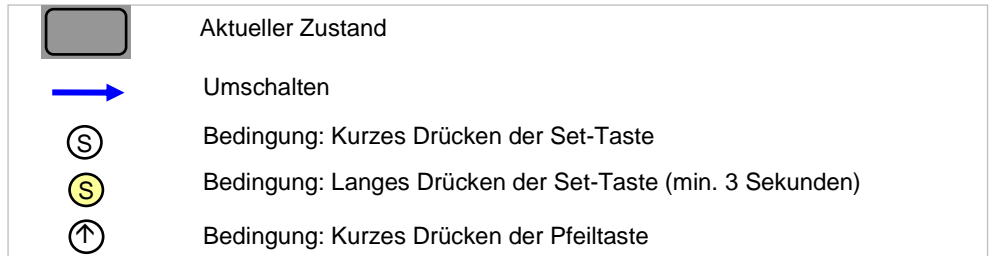 Aktueller Zustand
Umschalten
S Bedingung: Kurzes Drücken der Set-Taste
S Bedingung: Langes Drücken der Set-Taste (min. 3 Sekunden)
↑ Bedingung: Kurzes Drücken der Pfeiltaste